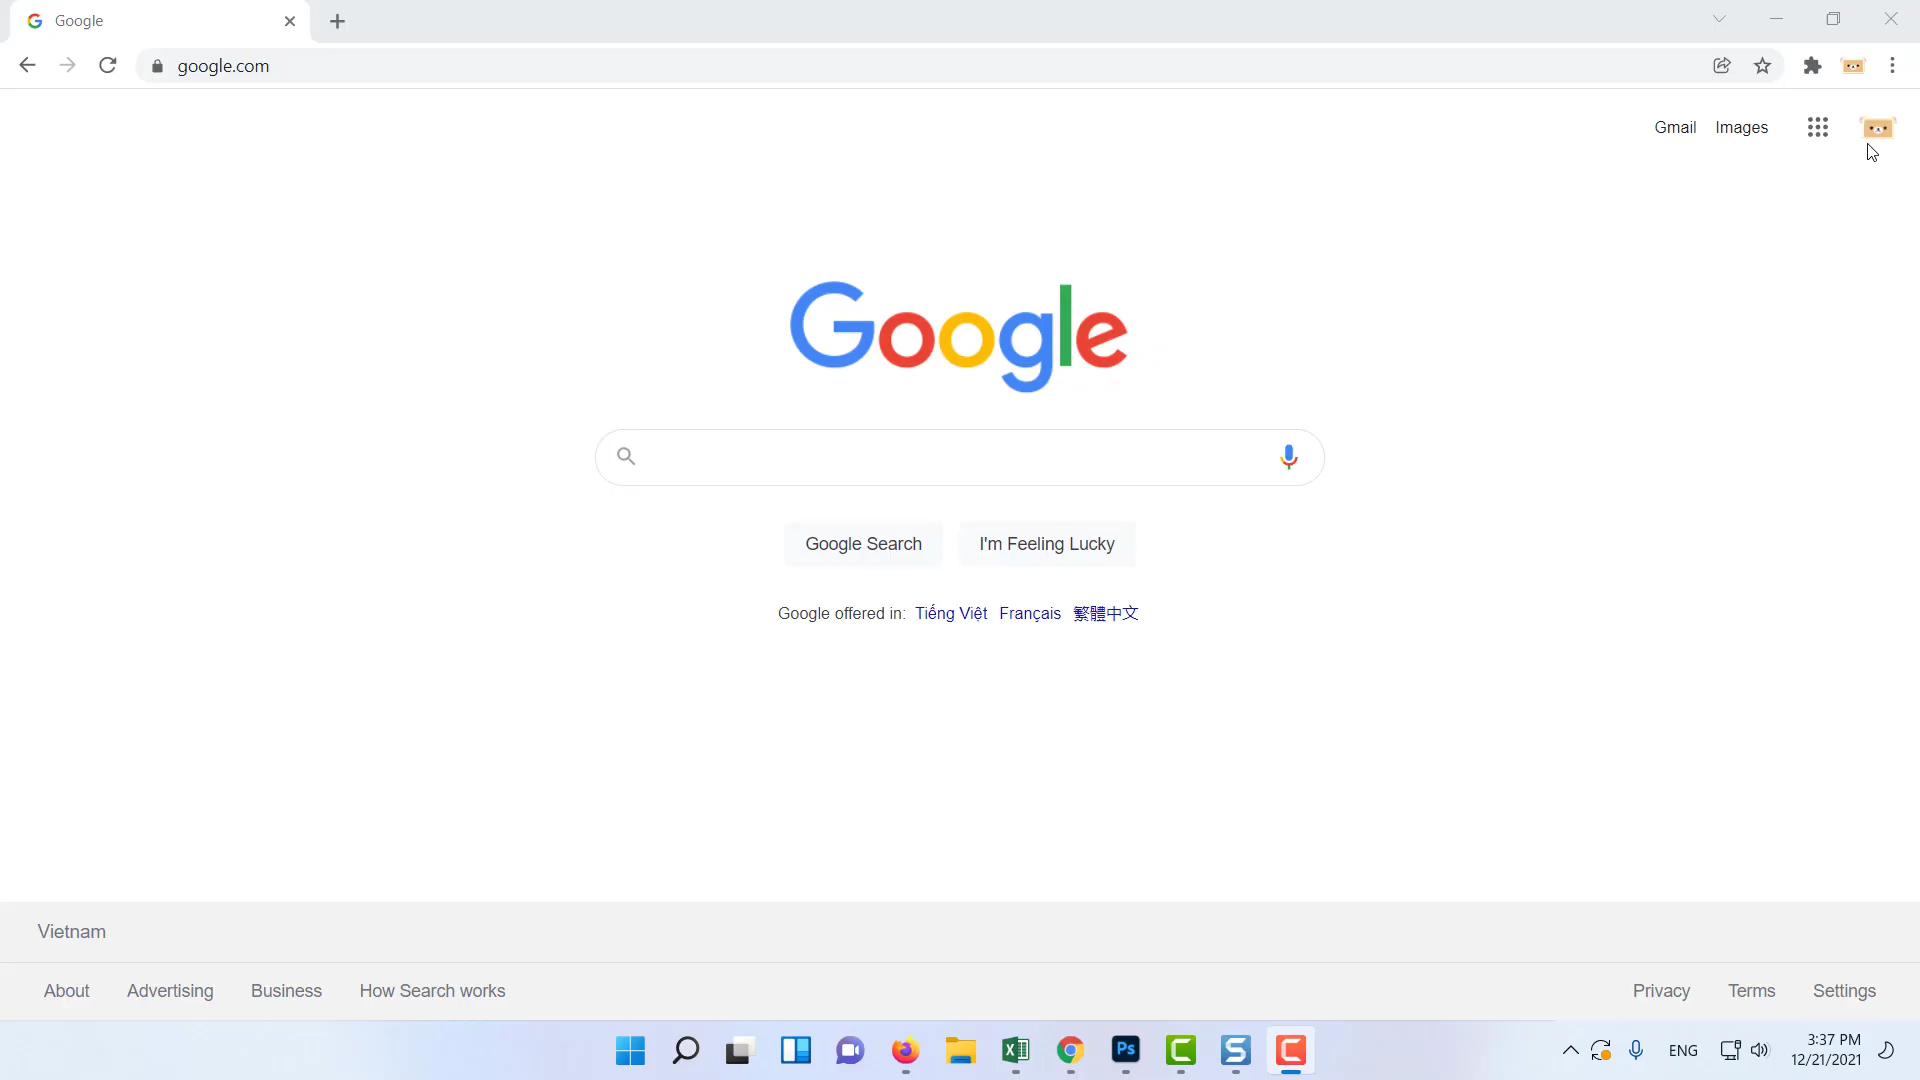 Google
google.com
Gmail Images
Google
Google Search I'm Feeling Lucky
Google offered in: Tiếng Việt Français 繁體中文
Vietnam
About Advertising Business How Search works Privacy Terms Settings
Ps
ENG
3:37 PM
12/21/2021